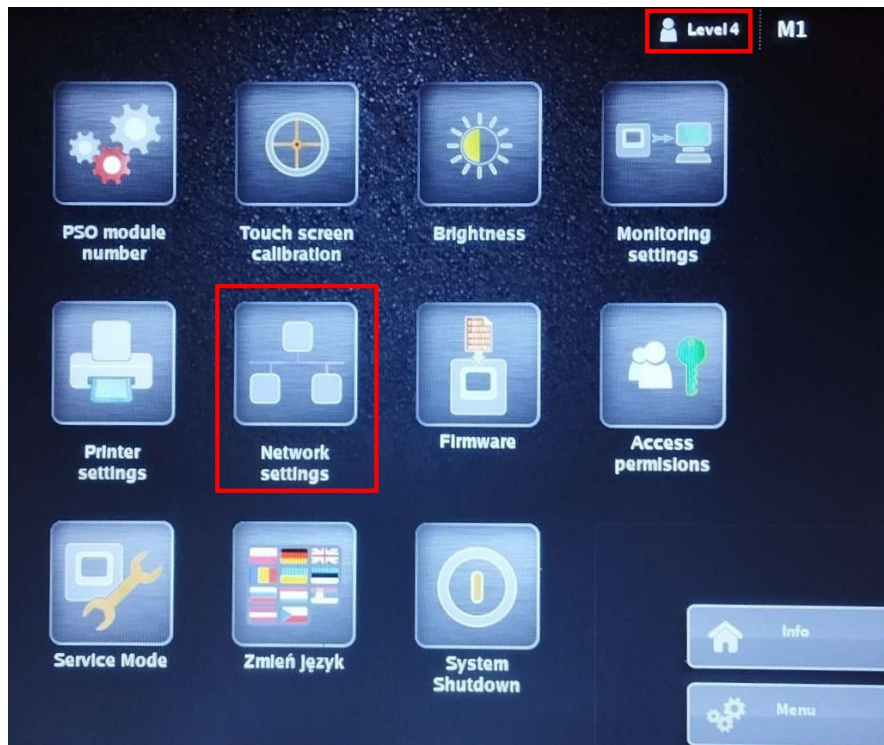 Level 4
M1
PSO module
number
Touch screen
calibration
Brightness
Monitoring
settings
Printer
settings
Network
settings
Firmware
Access
permisions
Service Mode
Zmień język
System
Shutdown
Info
Menu